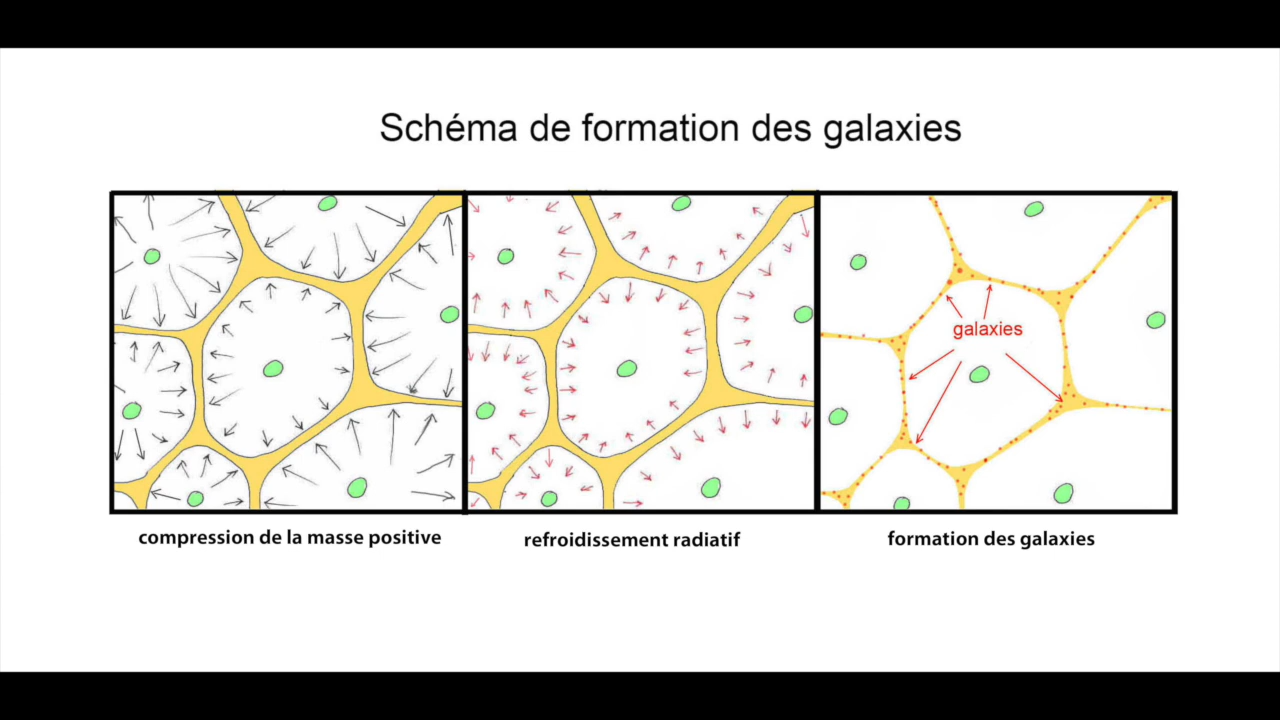 Schéma de formation des galaxies
galaxies
compression de la masse positive
refroidissement radiatif
formation des galaxies